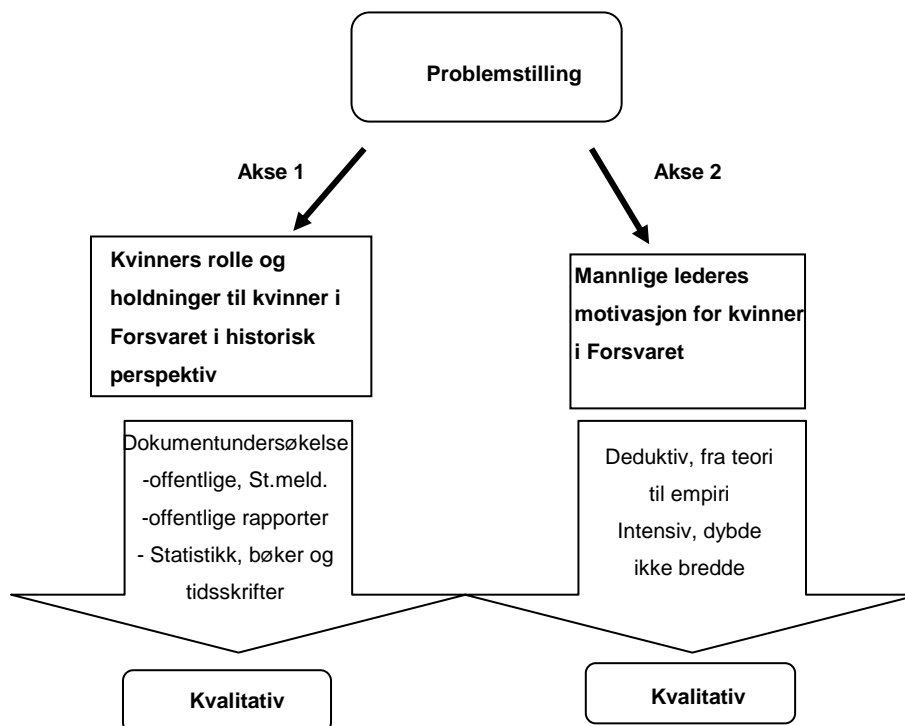 Problemstilling
Akse 1
Akse 2
Kvinners rolle og
holdninger til kvinner i
Forsvaret i historisk
perspektiv
Mannlige lederes
motivasjon for kvinner
i Forsvaret
Dokumentundersøkelse
-offentlige, St.meld.
-offentlige rapporter
- Statistikk, bøker og
tidsskrifter
Deduktiv, fra teori
til empiri
Intensiv, dybde
ikke bredde
Kvalitativ
Kvalitativ